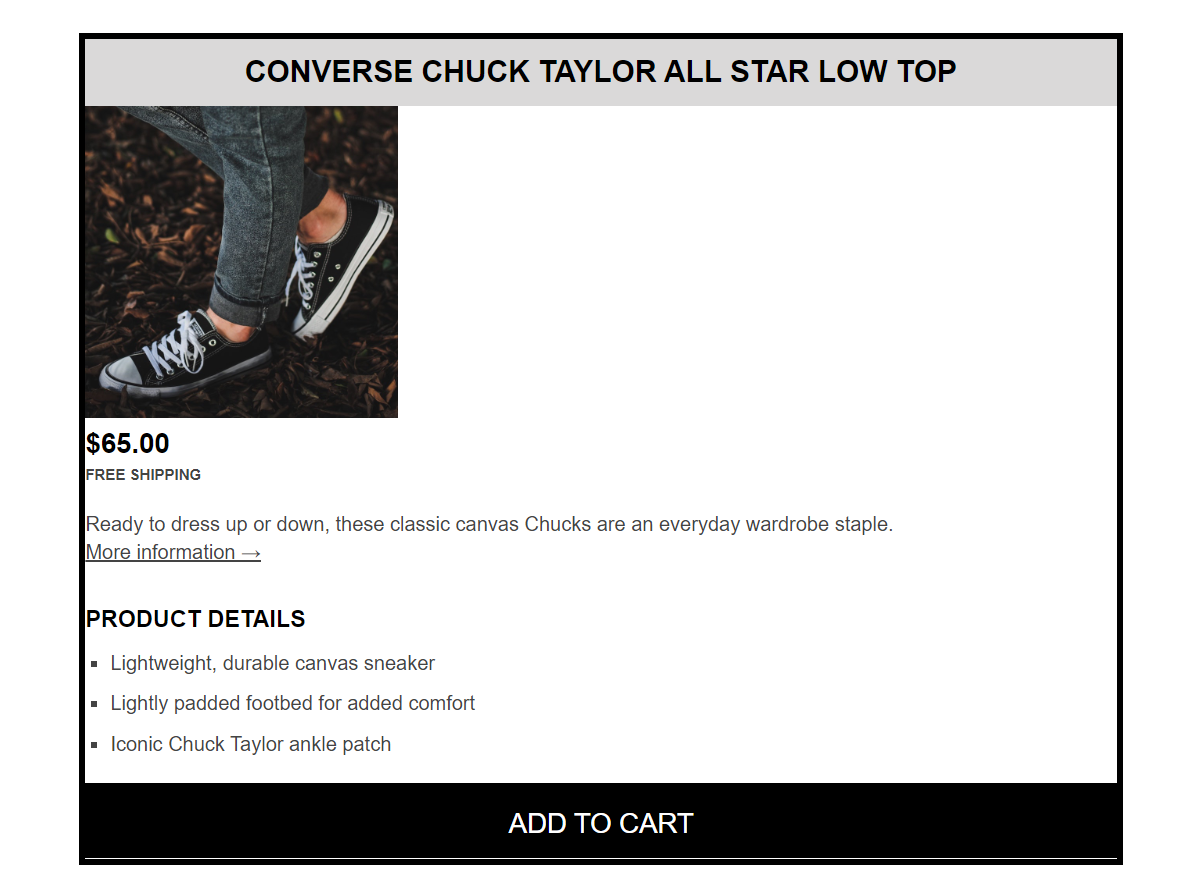 CONVERSE CHUCK TAYLOR ALL STAR LOW TOP
$65.00
FREE SHIPPING
Ready to dress up or down, these classic canvas Chucks are an everyday wardrobe staple.
More information →
PRODUCT DETAILS
Lightweight, durable canvas sneaker
Lightly padded footbed for added comfort
Iconic Chuck Taylor ankle patch
ADD TO CART